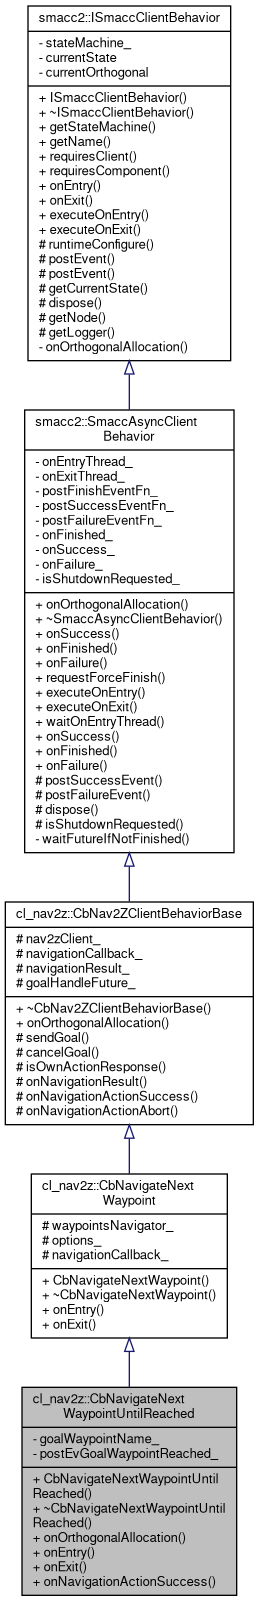 smacc2::ISmaccClientBehavior
- stateMachine_
- currentState
- currentOrthogonal
+ ISmaccClientBehavior()
+ ~ISmaccClientBehavior()
+ getStateMachine()
+ getName()
+ requiresClient()
+ requiresComponent()
+ onEntry()
+ onExit()
+ executeOnEntry()
+ executeOnExit()
# runtimeConfigure()
# postEvent()
# postEvent()
# getCurrentState()
# dispose()
# getNode()
# getLogger()
- onOrthogonalAllocation()
smacc2::SmaccAsyncClient
Behavior
- onEntryThread_
- onExitThread_
- postFinishEventFn_
- postSuccessEventFn_
- postFailureEventFn_
- onFinished_
- onSuccess_
- onFailure_
- isShutdownRequested_
+ onOrthogonalAllocation()
+ ~SmaccAsyncClientBehavior()
+ onSuccess()
+ onFinished()
+ onFailure()
+ requestForceFinish()
+ executeOnEntry()
+ executeOnExit()
+ waitOnEntryThread()
+ onSuccess()
+ onFinished()
+ onFailure()
# postSuccessEvent()
# postFailureEvent()
# dispose()
# isShutdownRequested()
- waitFutureIfNotFinished()
cl_nav2z::CbNav2ZClientBehaviorBase
# nav2zClient_
# navigationCallback_
# navigationResult_
# goalHandleFuture_
+ ~CbNav2ZClientBehaviorBase()
+ onOrthogonalAllocation()
# sendGoal()
# cancelGoal()
# isOwnActionResponse()
# onNavigationResult()
# onNavigationActionSuccess()
# onNavigationActionAbort()
cl_nav2z::CbNavigateNext
Waypoint
# waypointsNavigator_
# options_
# navigationCallback_
+ CbNavigateNextWaypoint()
+ ~CbNavigateNextWaypoint()
+ onEntry()
+ onExit()
cl_nav2z::CbNavigateNext
WaypointUntilReached
- goalWaypointName_
- postEvGoalWaypointReached_
+ CbNavigateNextWaypointUntil
Reached()
+ ~CbNavigateNextWaypointUntil
Reached()
+ onOrthogonalAllocation()
+ onEntry()
+ onExit()
+ onNavigationActionSuccess()